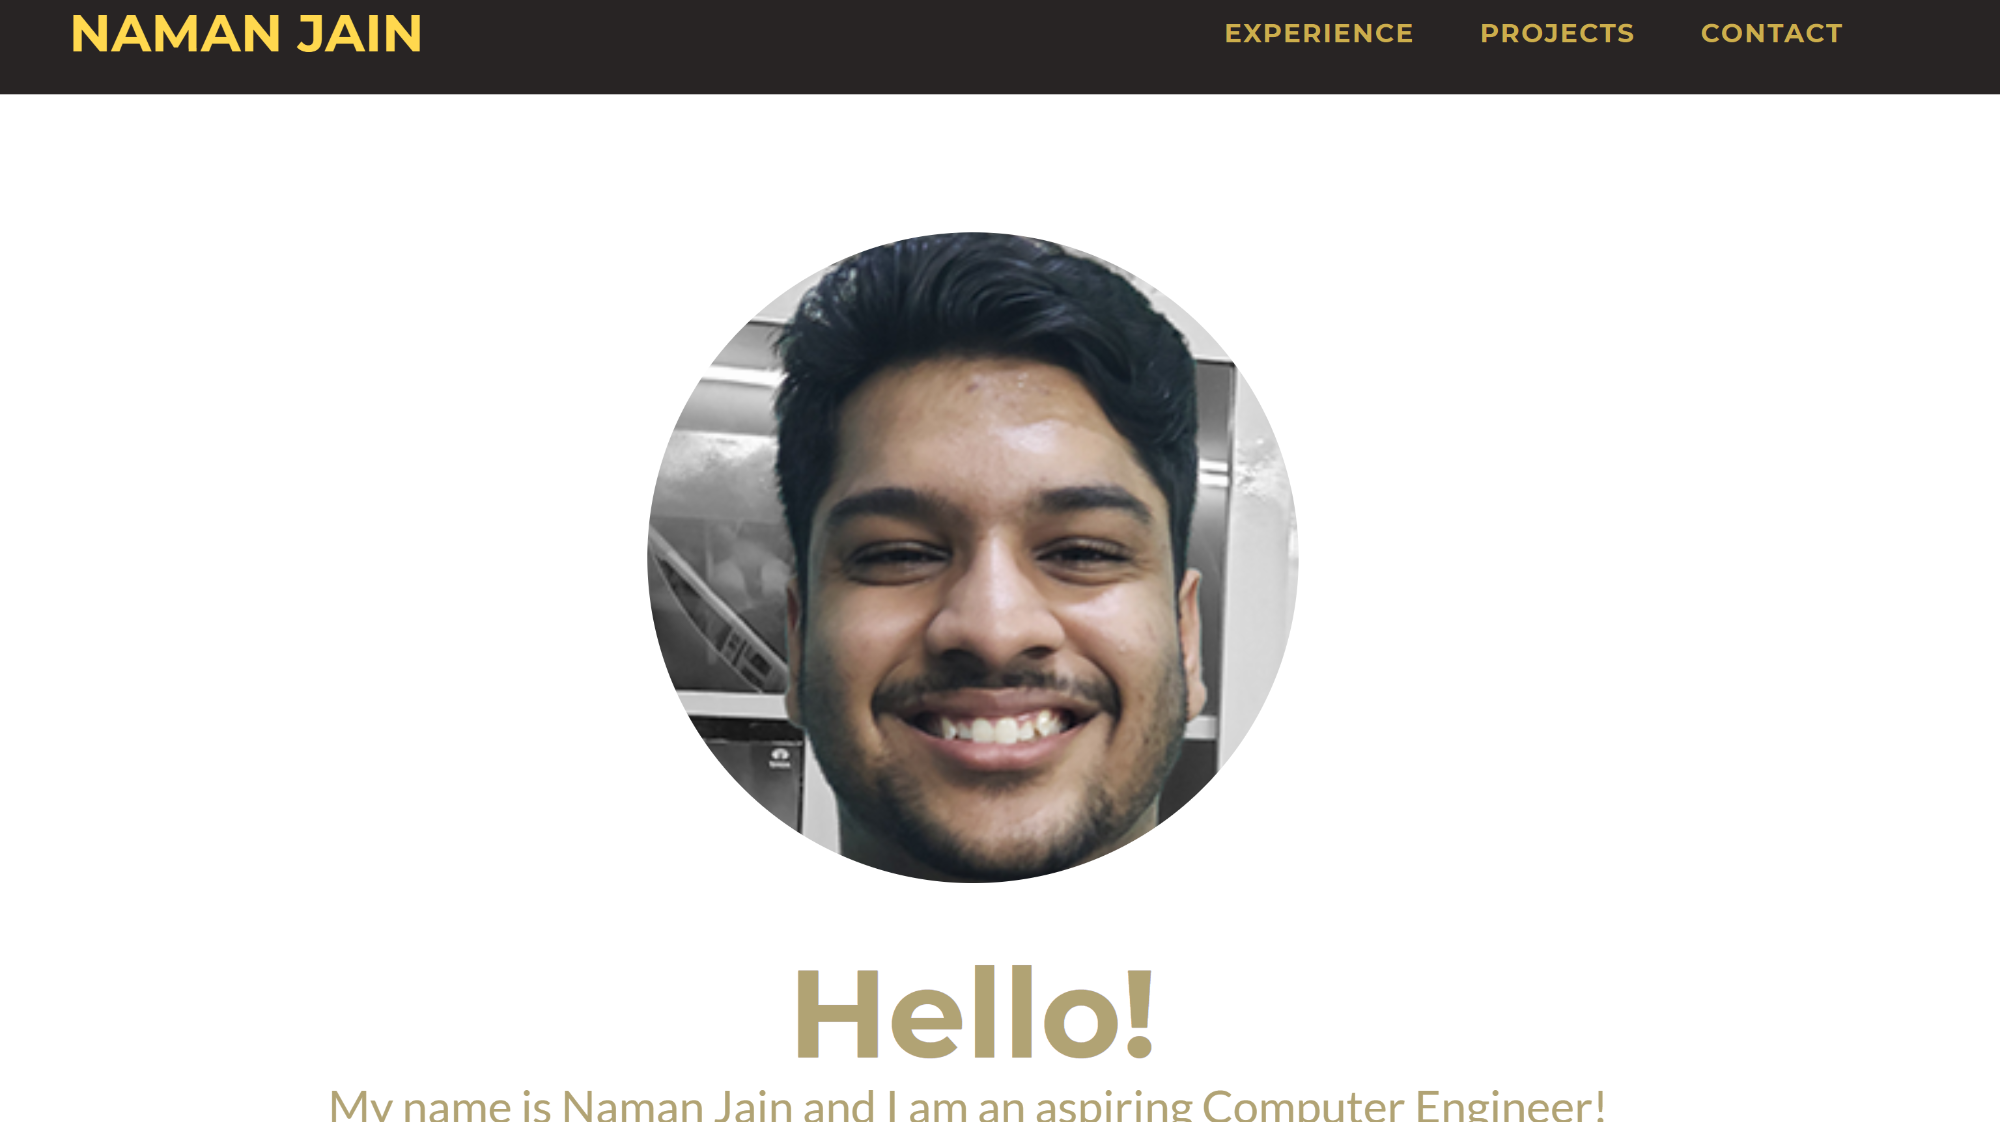 NAMAN JAIN
EXPERIENCE PROJECTS CONTACT
Hello!
My name is Naman Jain and I am an aspiring Computer Engineer!